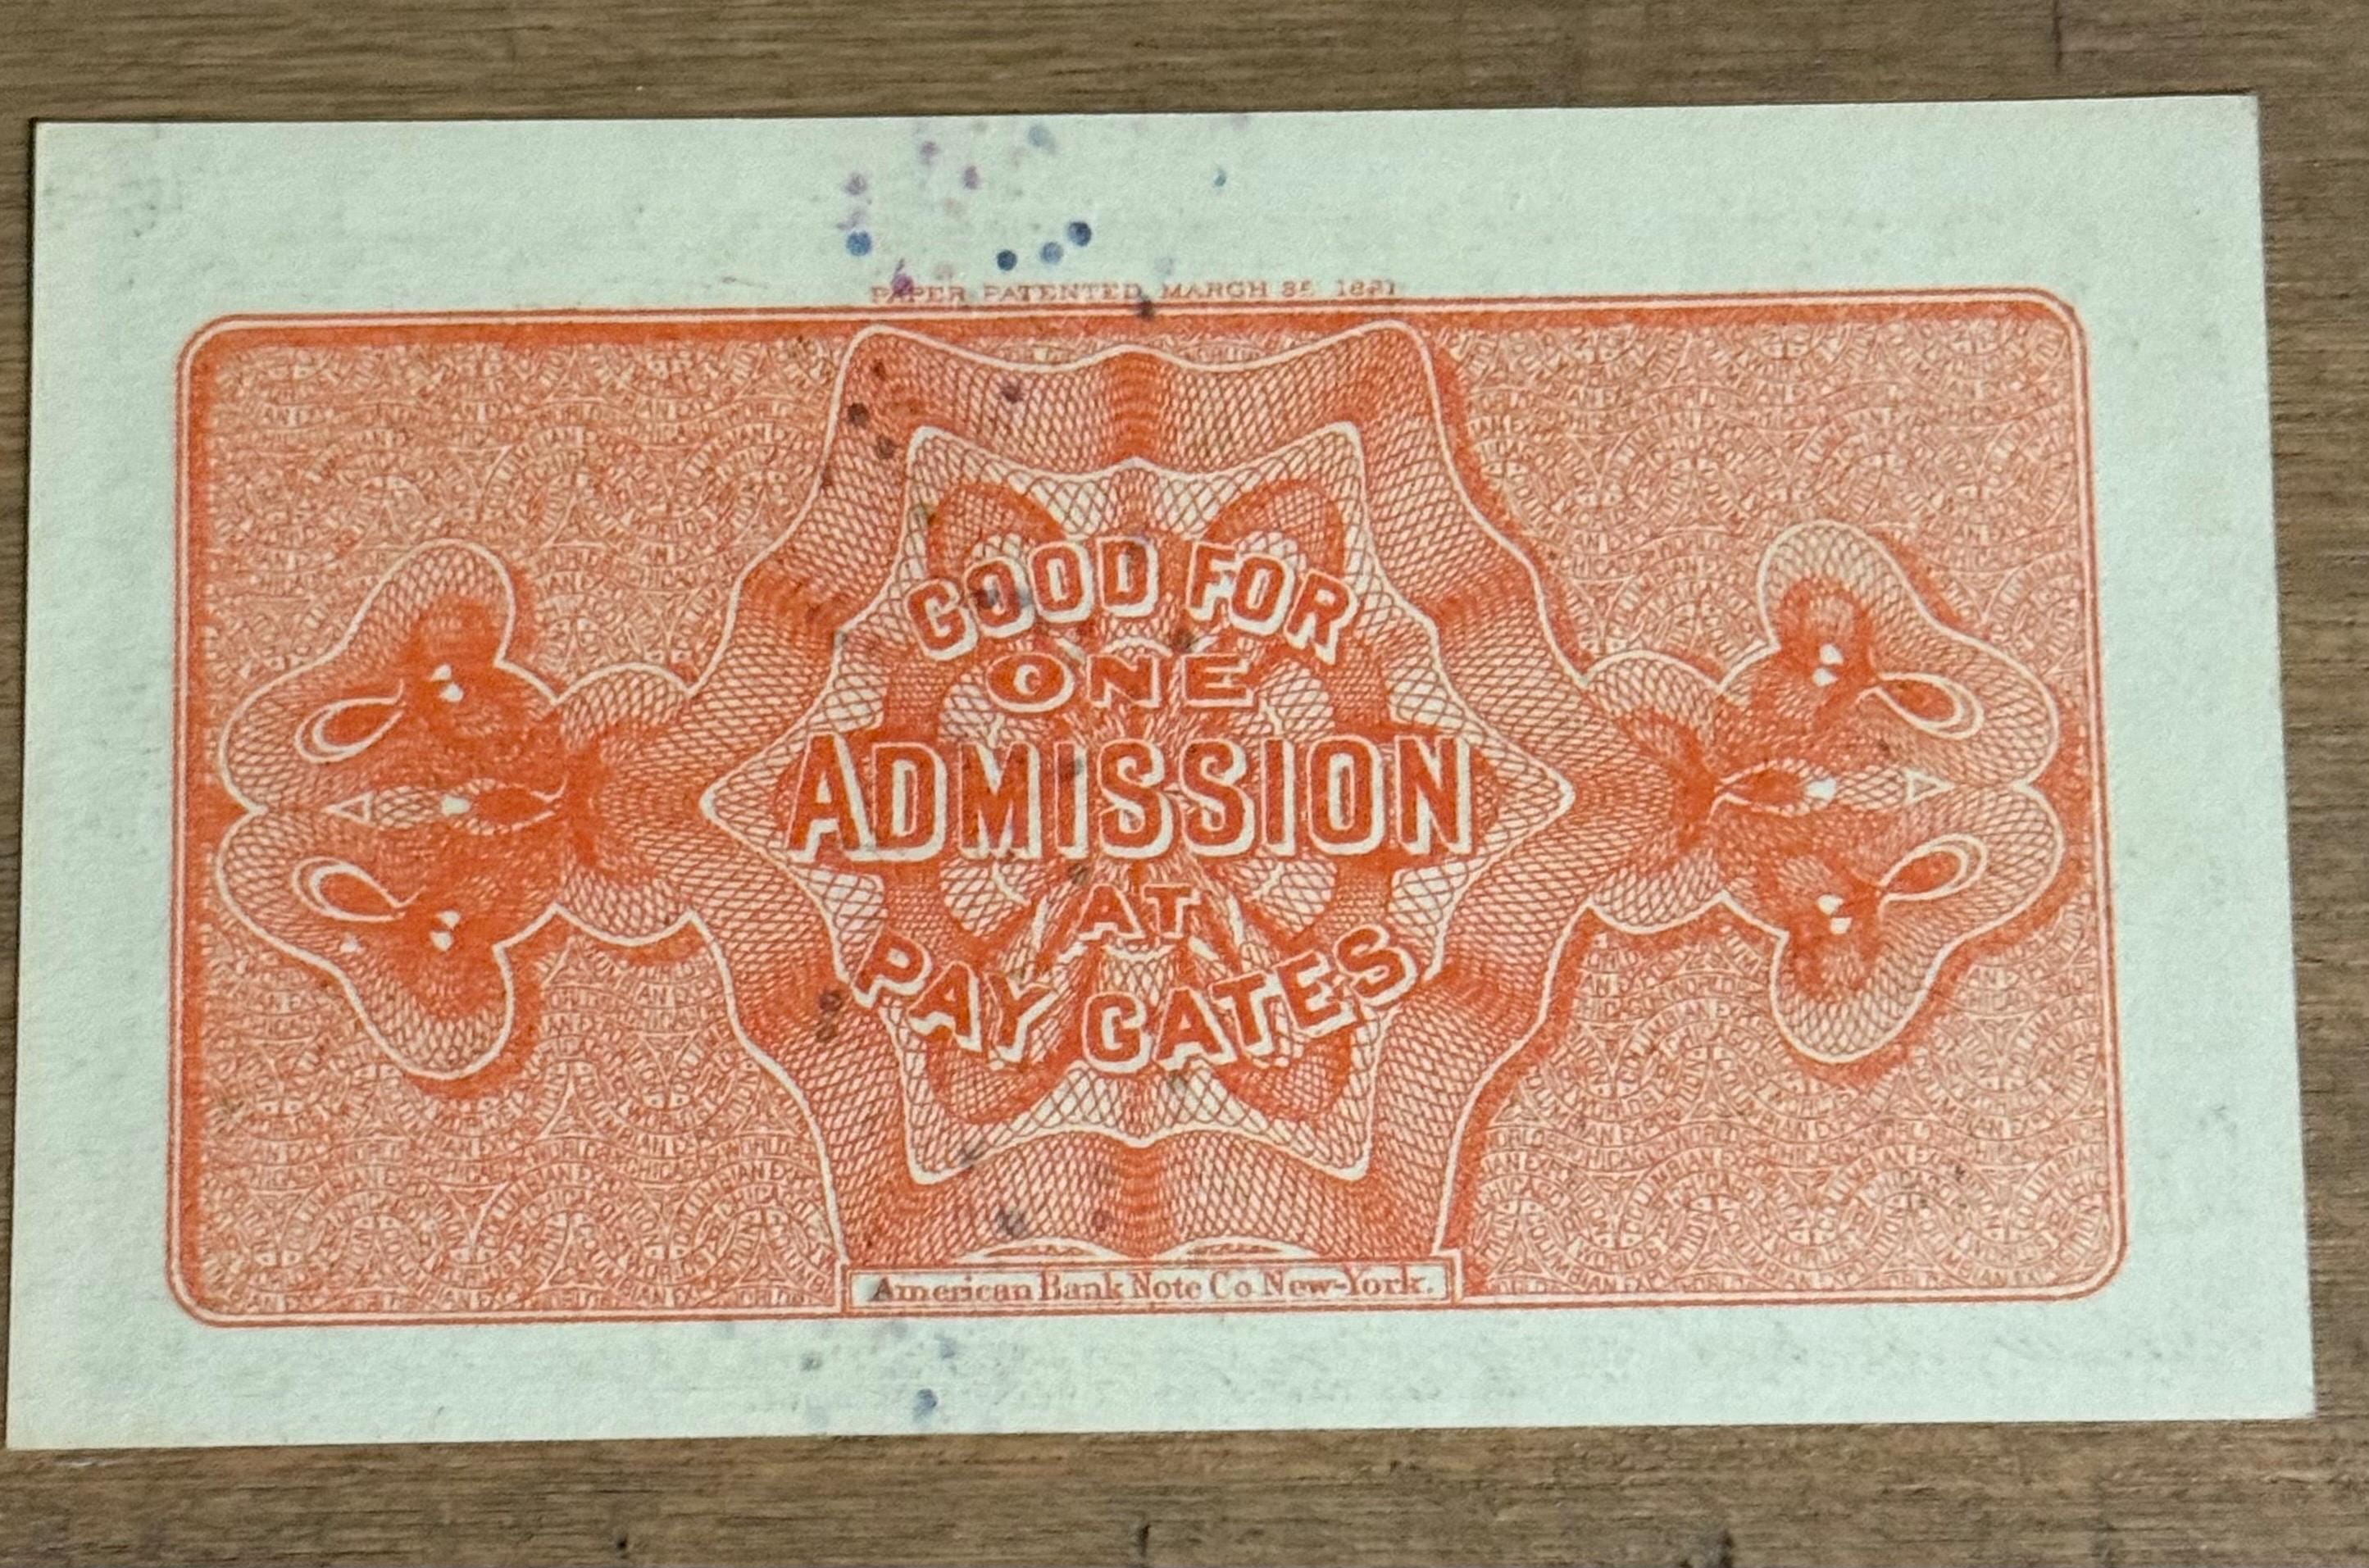 PAPER PATENTED MARCH
GOOD FOR
ONE
ADMISSION
AT
PAY GATES
American Bank Note Co New-York.